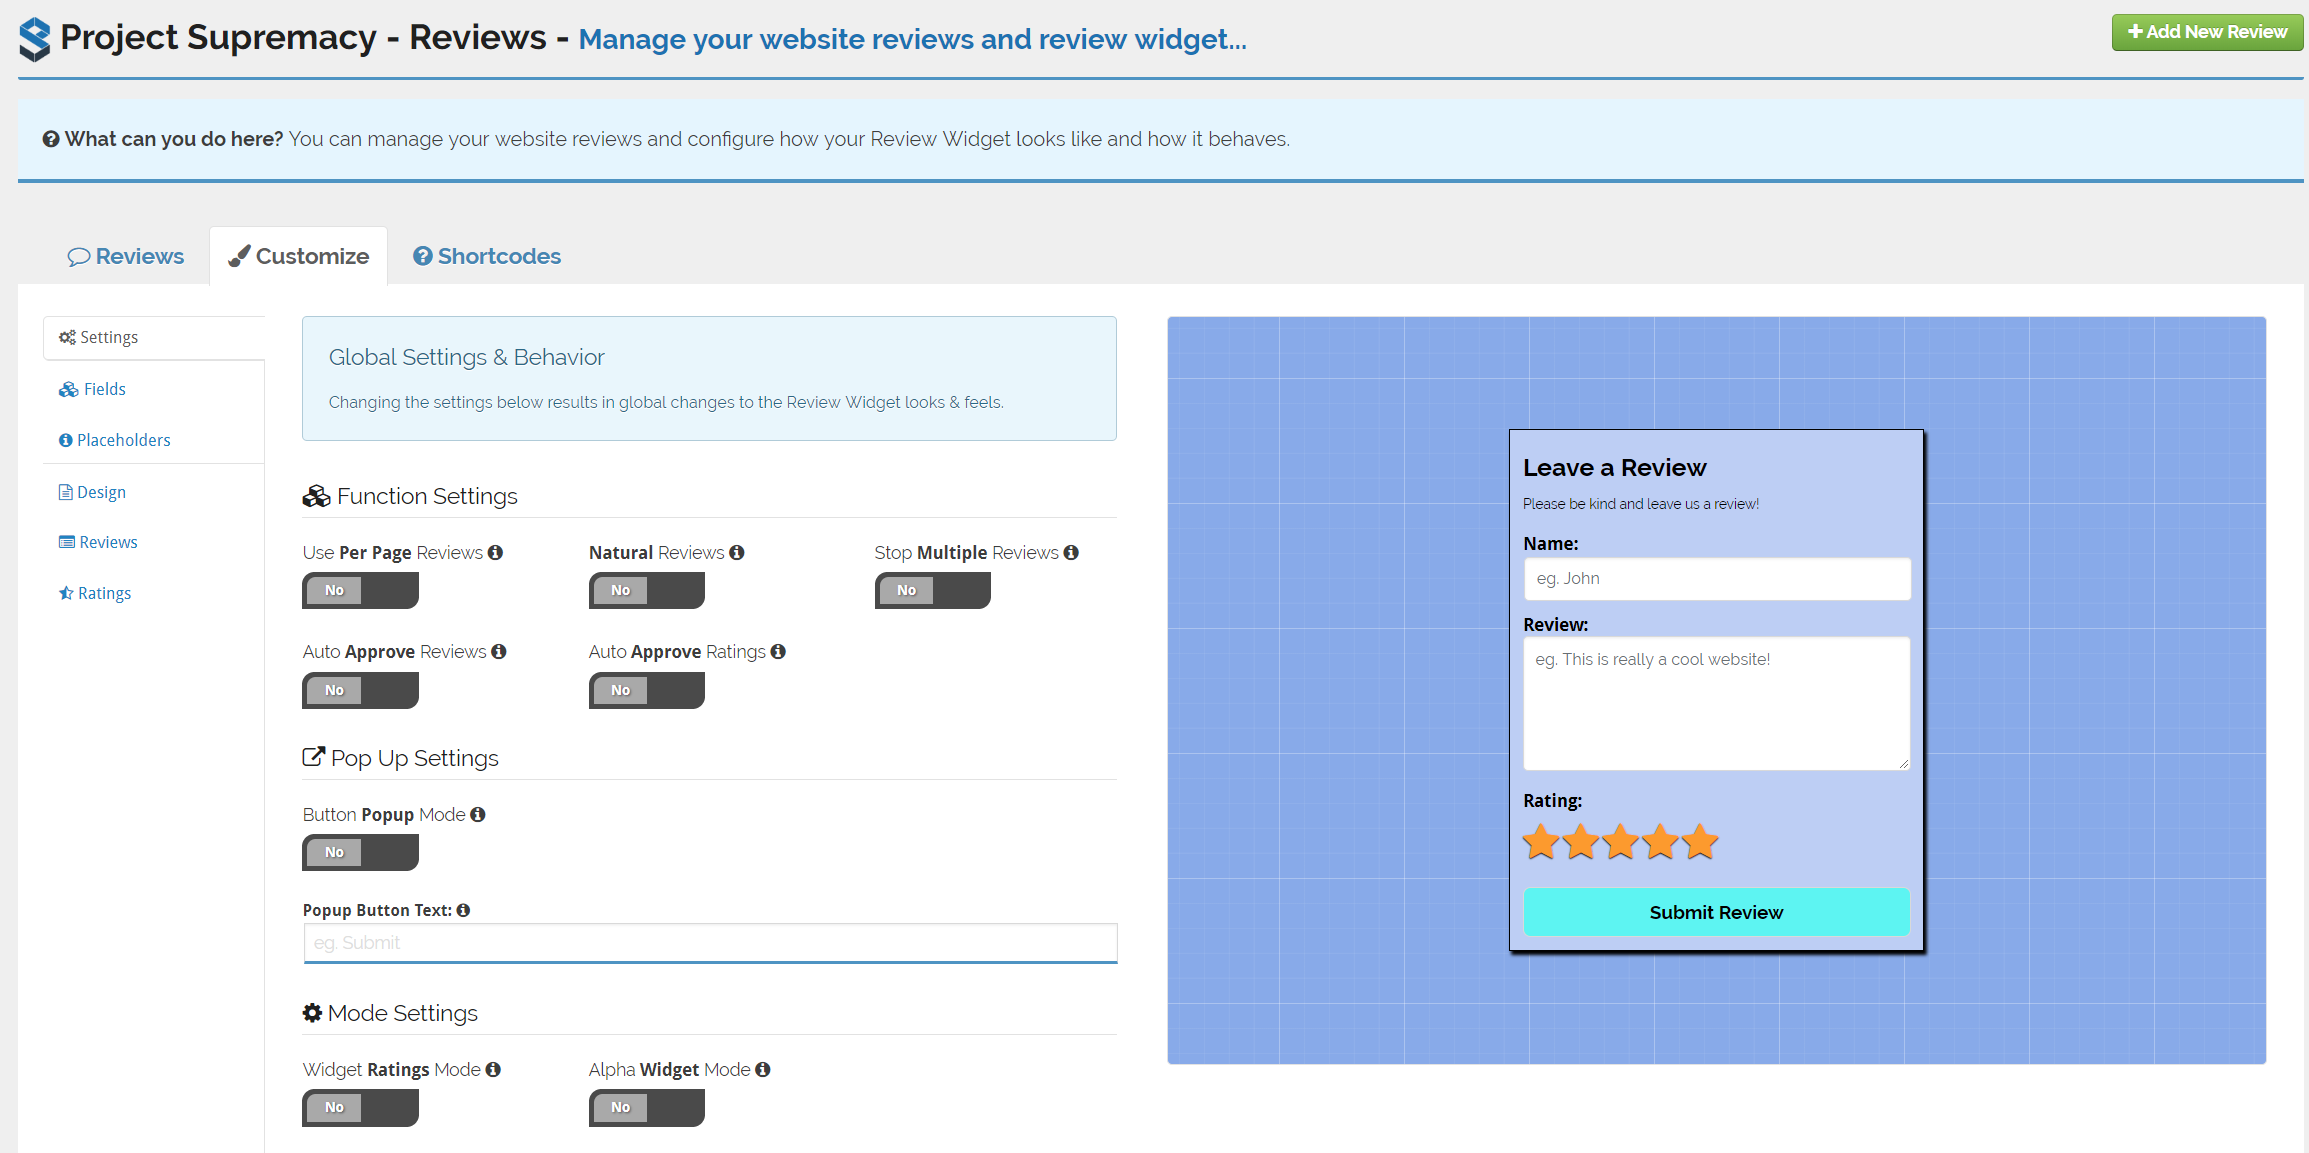 Project Supremacy - Reviews - Manage your website reviews and review widget...
Add New Review
What can you do here? You can manage your website reviews and configure how your Review Widget looks like and how it behaves.
Reviews
Customize
Shortcodes
Settings
Fields
Placeholders
Design
Reviews
Ratings
Global Settings & Behavior
Changing the settings below results in global changes to the Review Widget looks & feels.
Function Settings
Use Per Page Reviews
No
Natural Reviews
No
Stop Multiple Reviews
No
Auto Approve Reviews
No
Auto Approve Ratings
No
Pop Up Settings
Button Popup Mode
No
Popup Button Text:
eg. Submit
Mode Settings
Widget Ratings Mode
No
Alpha Widget Mode
No
Leave a Review
Please be kind and leave us a review!
Name:
eg. John
Review:
eg. This is really a cool website!
Rating:
Submit Review